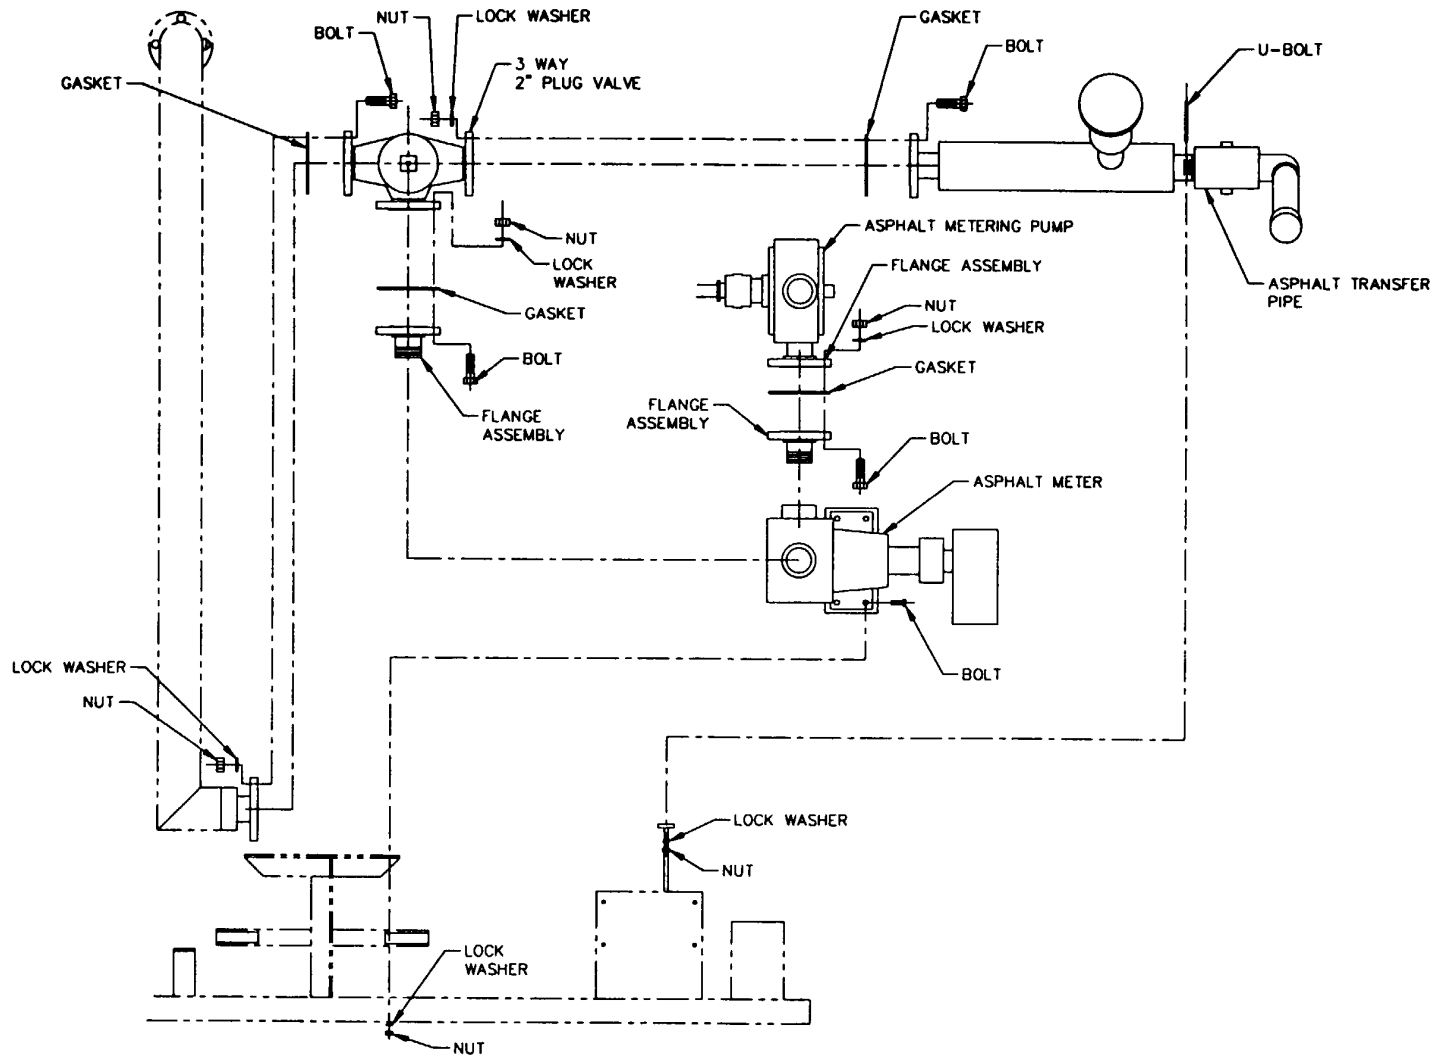 NUT
LOCK WASHER
BOLT
3 WAY
2" PLUG VALVE
GASKET
GASKET
BOLT
U-BOLT
NUT
LOCK
WASHER
GASKET
BOLT
FLANGE
ASSEMBLY
ASPHALT METERING PUMP
FLANGE ASSEMBLY
NUT
LOCK WASHER
GASKET
FLANGE
ASSEMBLY
BOLT
ASPHALT METER
ASPHALT TRANSFER
PIPE
BOLT
LOCK WASHER
NUT
LOCK WASHER
NUT
LOCK
WASHER
NUT